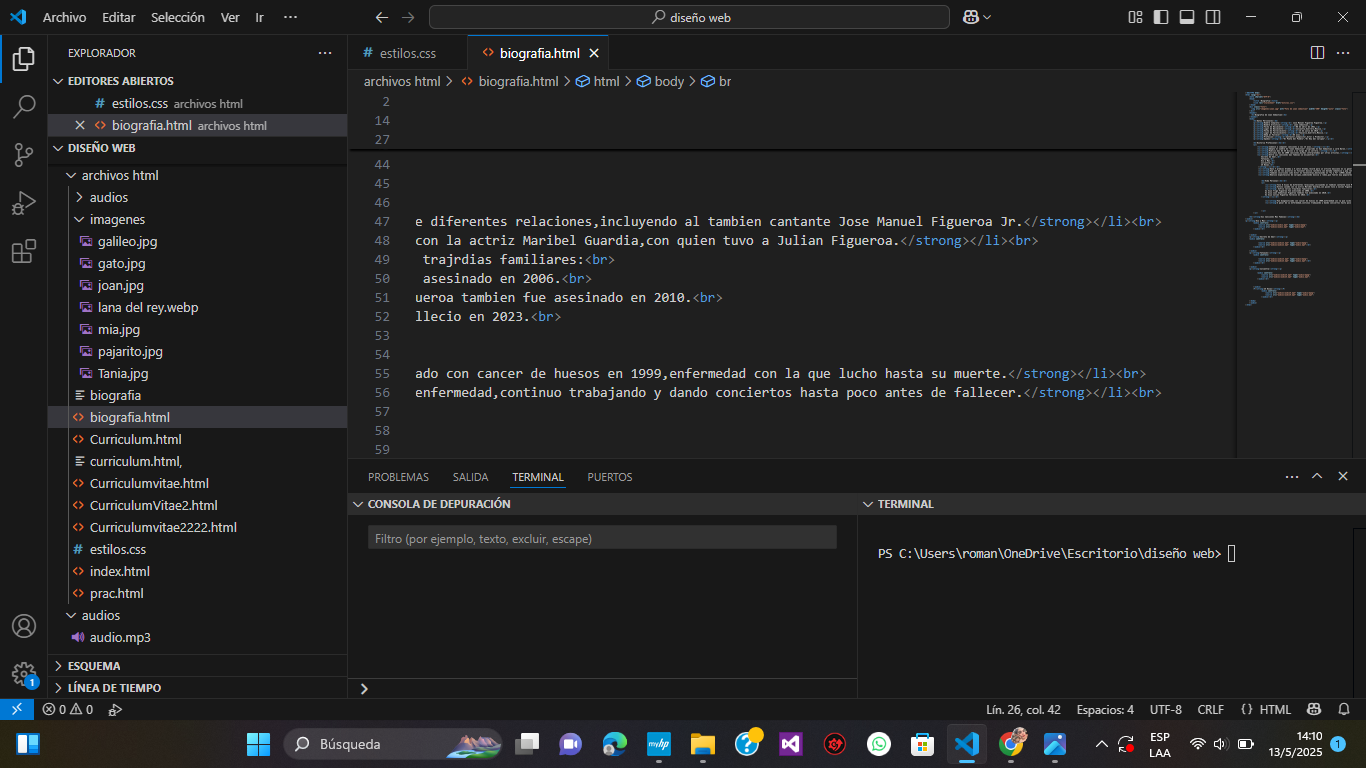 Archivo Editar Selección Ver Ir ···
diseño web
EXPLORADOR ···
EDITORES ABIERTOS
# estilos.css archivos html
biografia.html archivos html
DISEÑO WEB
archivos html
audios
imagenes
galileo.jpg
gato.jpg
joan.jpg
lana del rey.webp
mia.jpg
pajarito.jpg
Tania.jpg
biografia
biografia.html
Curriculum.html
curriculum.html,
Curriculumvitae.html
CurriculumVitae2.html
Curriculumvitae2222.html
# estilos.css
index.html
prac.html
audios
audio.mp3
ESQUEMA
LÍNEA DE TIEMPO
# estilos.css
biografia.html
archivos html > biografia.html > html > body > br
2
14
27
44
45
46
47 e diferentes relaciones,incluyendo al tambien cantante Jose Manuel Figueroa Jr.</strong></li><br>
48 con la actriz Maribel Guardia,con quien tuvo a Julian Figueroa.</strong></li><br>
49 trajrdias familiares:<br>
50 asesinado en 2006.<br>
51 ueroa tambien fue asesinado en 2010.<br>
52 llecio en 2023.<br>
53
54
55 ado con cancer de huesos en 1999,enfermedad con la que lucho hasta su muerte.</strong></li><br>
56 enfermedad,continuo trabajando y dando conciertos hasta poco antes de fallecer.</strong></li><br>
57
58
59
PROBLEMAS SALIDA TERMINAL PUERTOS
CONSOLA DE DEPURACIÓN
Filtro (por ejemplo, texto, excluir, escape)
TERMINAL
PS C:\Users\roman\OneDrive\Escritorio\diseño web>
1
0 0
Lín. 26, col. 42 Espacios: 4 UTF-8 CRLF {} HTML
Búsqueda
myhp
ESP
LAA
14:10
13/5/2025
1